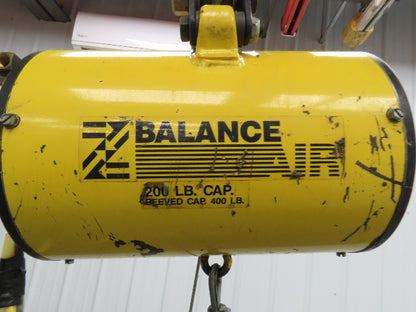 BALANCE
AIR
200 LB. CAP.
REEVED CAP. 400 LB.